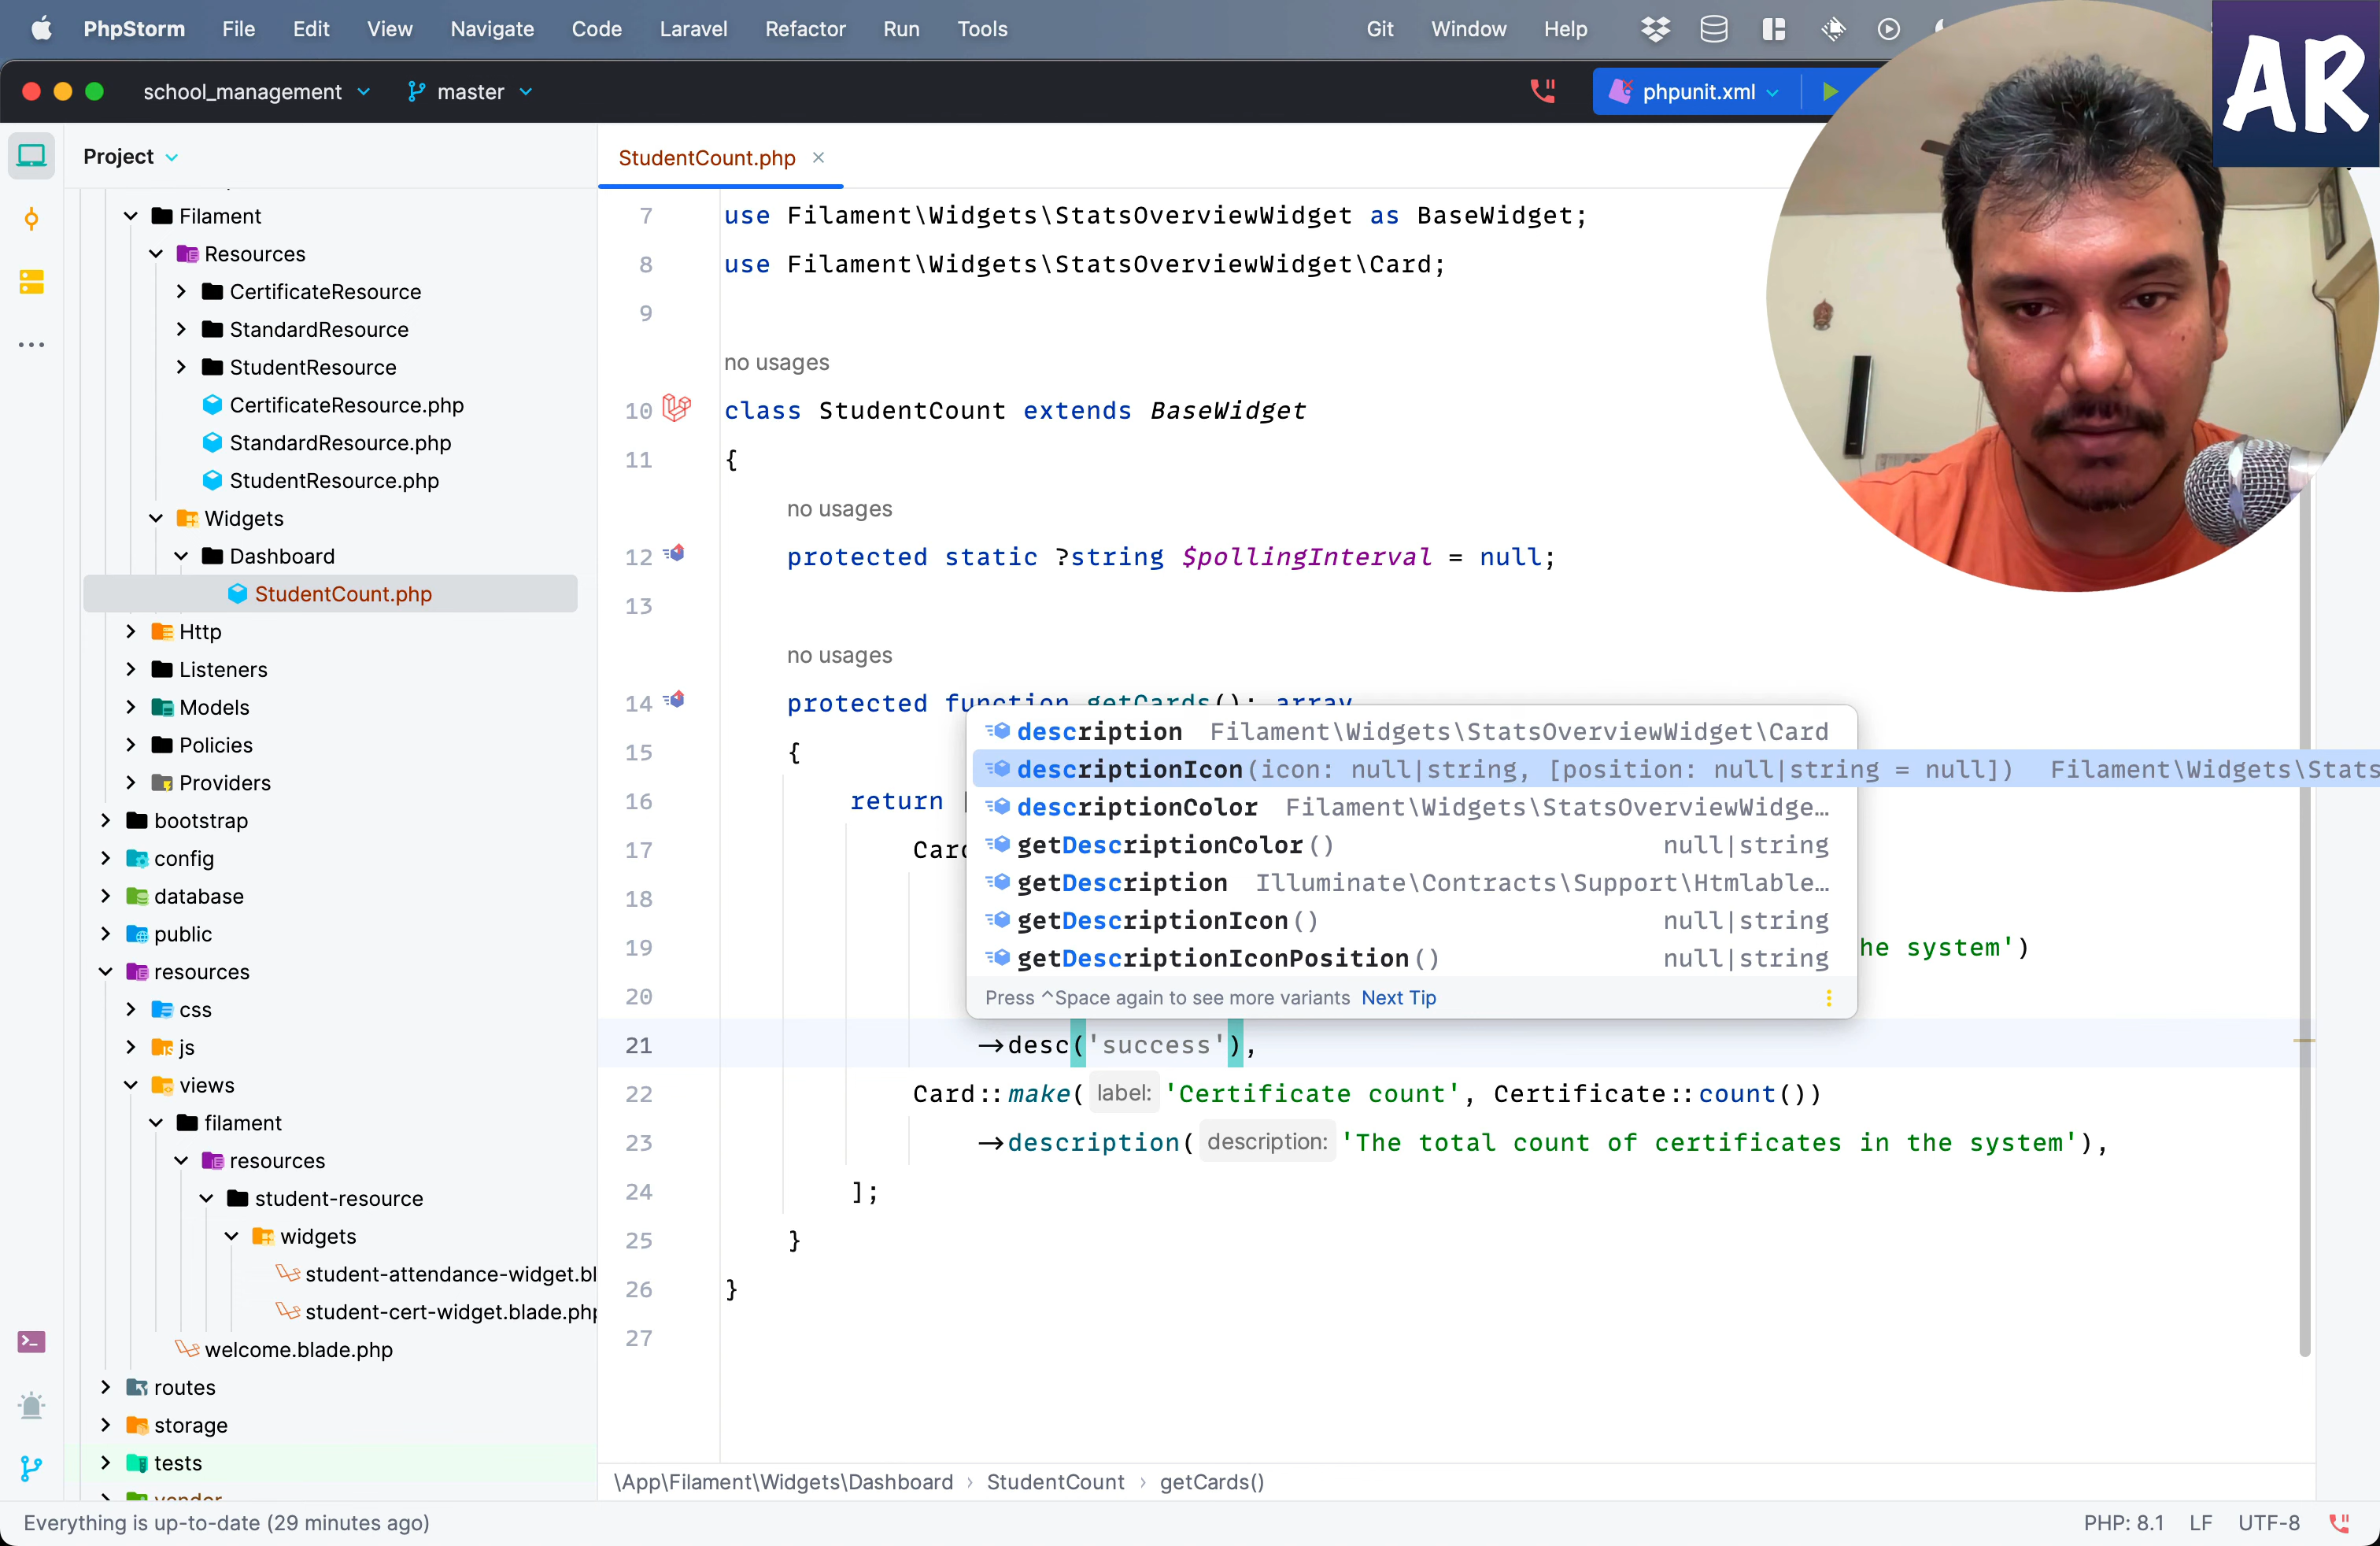 PhpStorm File Edit View Navigate Code Laravel Refactor Run Tools Git Window Help
school_management master phpunit.xml
AR
Project
StudentCount.php
Filament
Resources
CertificateResource
StandardResource
StudentResource
CertificateResource.php
StandardResource.php
StudentResource.php
Widgets
Dashboard
StudentCount.php
Http
Listeners
Models
Policies
Providers
bootstrap
config
database
public
resources
css
js
views
filament
resources
student-resource
widgets
student-attendance-widget.bl
student-cert-widget.blade.php
welcome.blade.php
routes
storage
tests
vendor
7 use Filament\Widgets\StatsOverviewWidget as BaseWidget;
8 use Filament\Widgets\StatsOverviewWidget\Card;
9
no usages
10 class StudentCount extends BaseWidget
11 {
no usages
12 protected static ?string $pollingInterval = null;
13
no usages
14 protected function getCards(): array
15 {
16 return [
17 Card
18
19 he system')
20
21 →desc('success'),
22 Card::make( label: 'Certificate count', Certificate::count())
23 →description( description: 'The total count of certificates in the system'),
24 ];
25 }
26 }
27
description Filament\Widgets\StatsOverviewWidget\Card
descriptionIcon(icon: null|string, [position: null|string = null]) Filament\Widgets\Stats
descriptionColor Filament\Widgets\StatsOverviewWidge…
getDescriptionColor() null|string
getDescription Illuminate\Contracts\Support\Htmlable…
getDescriptionIcon() null|string
getDescriptionIconPosition() null|string
Press ^Space again to see more variants Next Tip
\App\Filament\Widgets\Dashboard › StudentCount › getCards()
Everything is up-to-date (29 minutes ago) PHP: 8.1 LF UTF-8